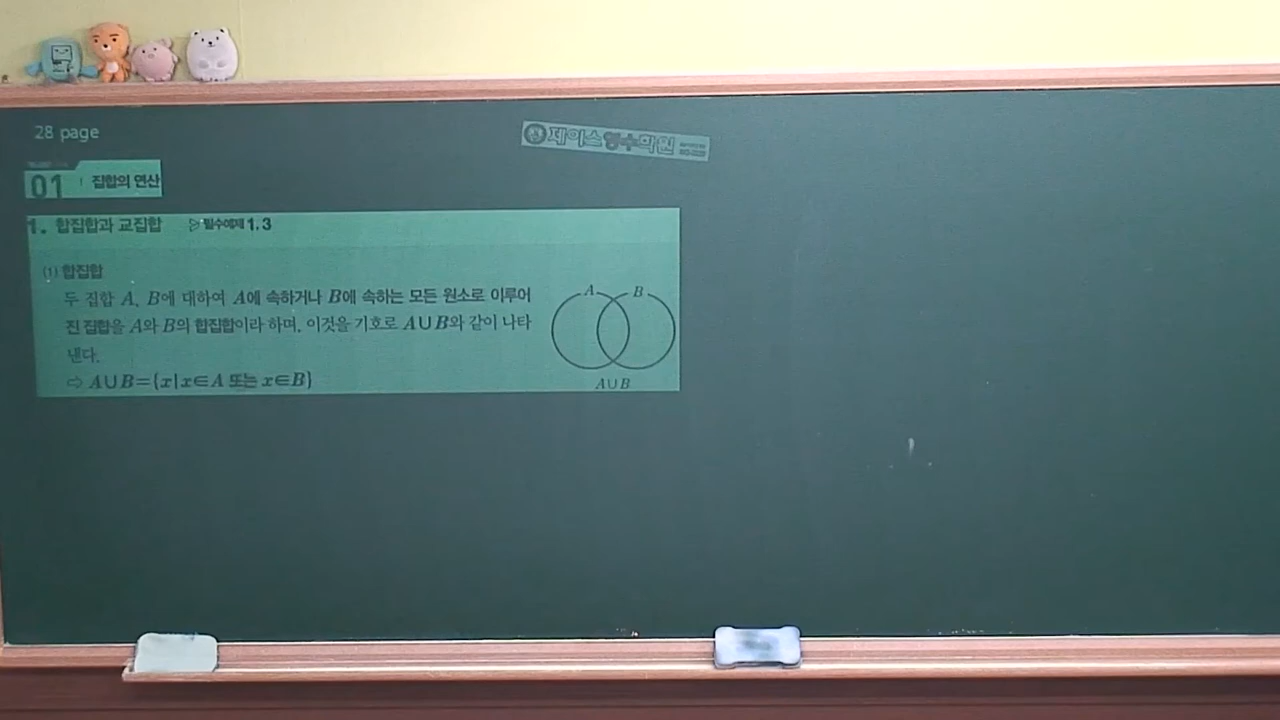 28 page
제이스영수학원
01 집합의 연산
1. 합집합과 교집합 ▷ 필수예제 1, 3
(1) 합집합
두 집합 A, B에 대하여 A에 속하거나 B에 속하는 모든 원소로 이루어
진 집합을 A와 B의 합집합이라 하며, 이것을 기호로 A∪B와 같이 나타
낸다.
⇨ A∪B={x|x∈A 또는 x∈B}
A B
A∪B